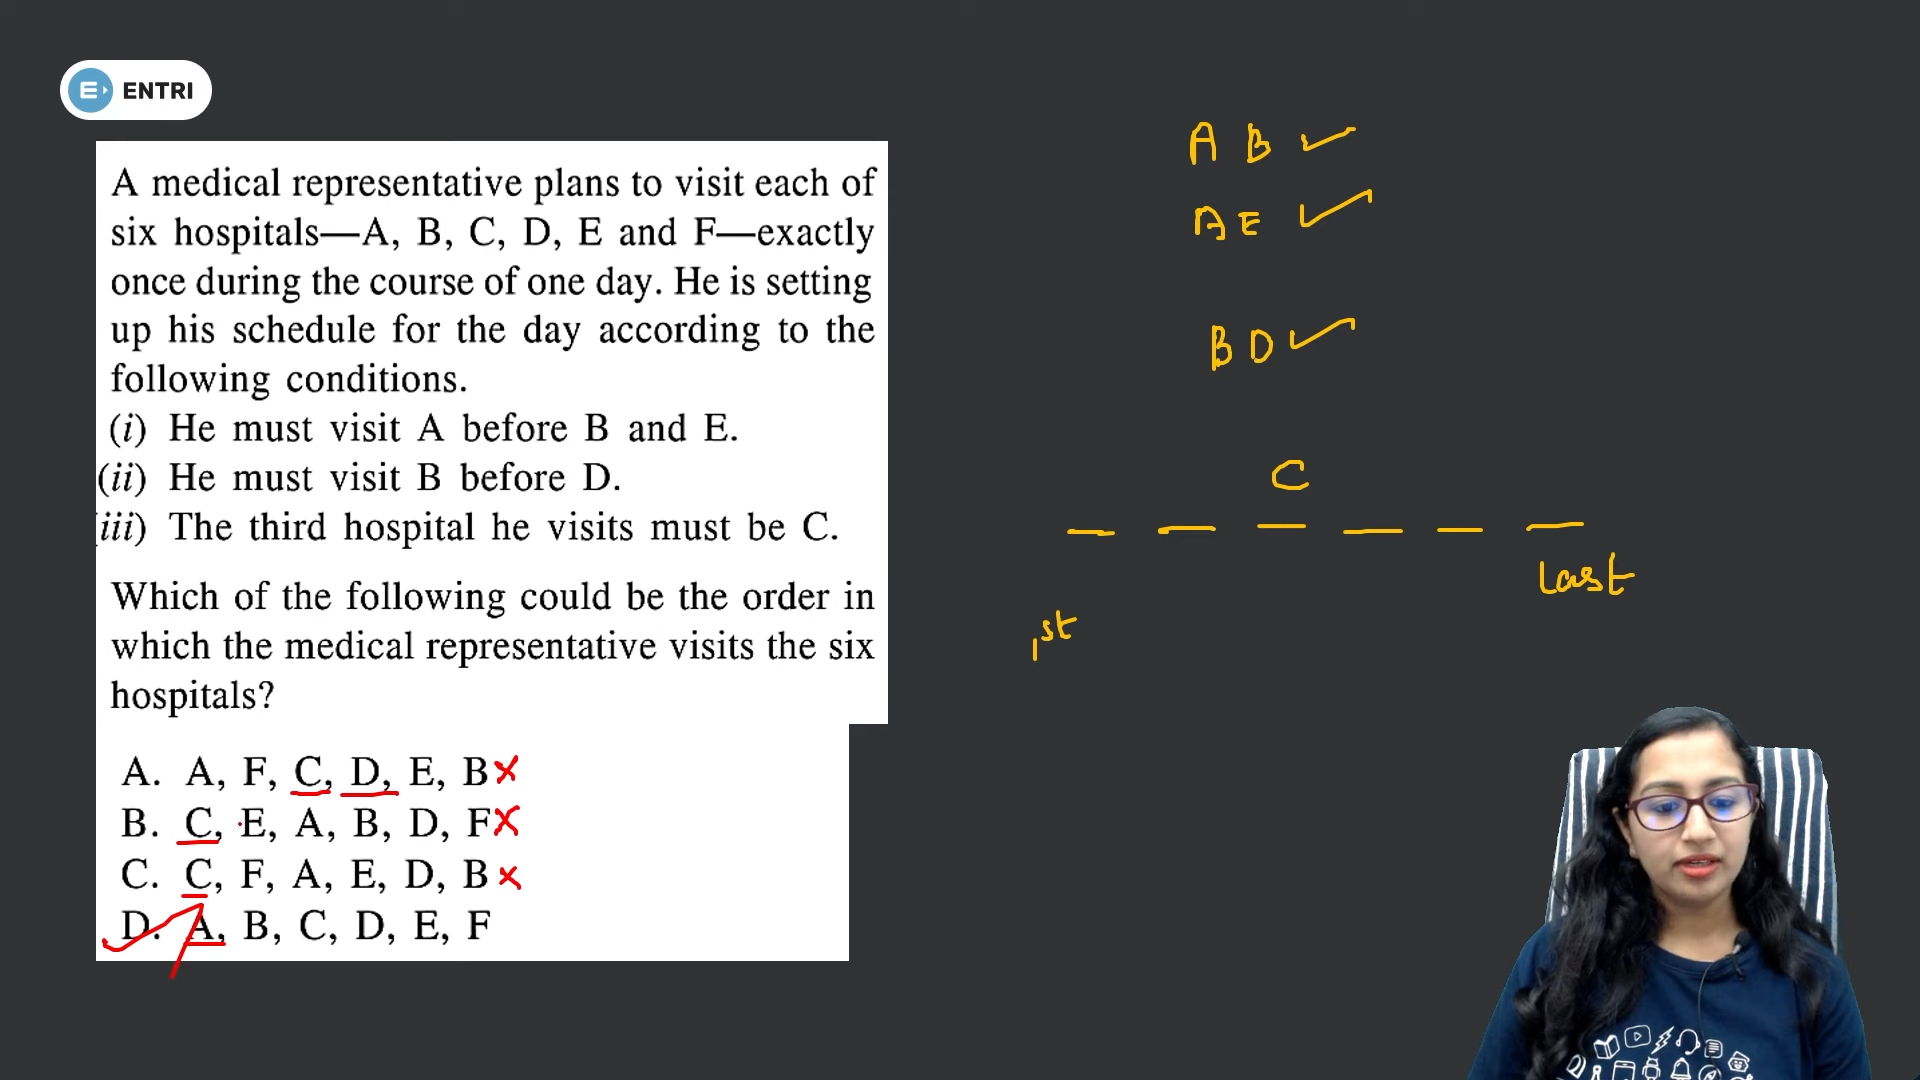 ENTRI
A medical representative plans to visit each of
six hospitals—A, B, C, D, E and F—exactly
once during the course of one day. He is setting
up his schedule for the day according to the
following conditions.
(i) He must visit A before B and E.
(ii) He must visit B before D.
(iii) The third hospital he visits must be C.
Which of the following could be the order in
which the medical representative visits the six
hospitals?
A. A, F, C, D, E, B
B. C, E, A, B, D, F
C. C, F, A, E, D, B
D. A, B, C, D, E, F
A B
A E
B D
C
Last
1st